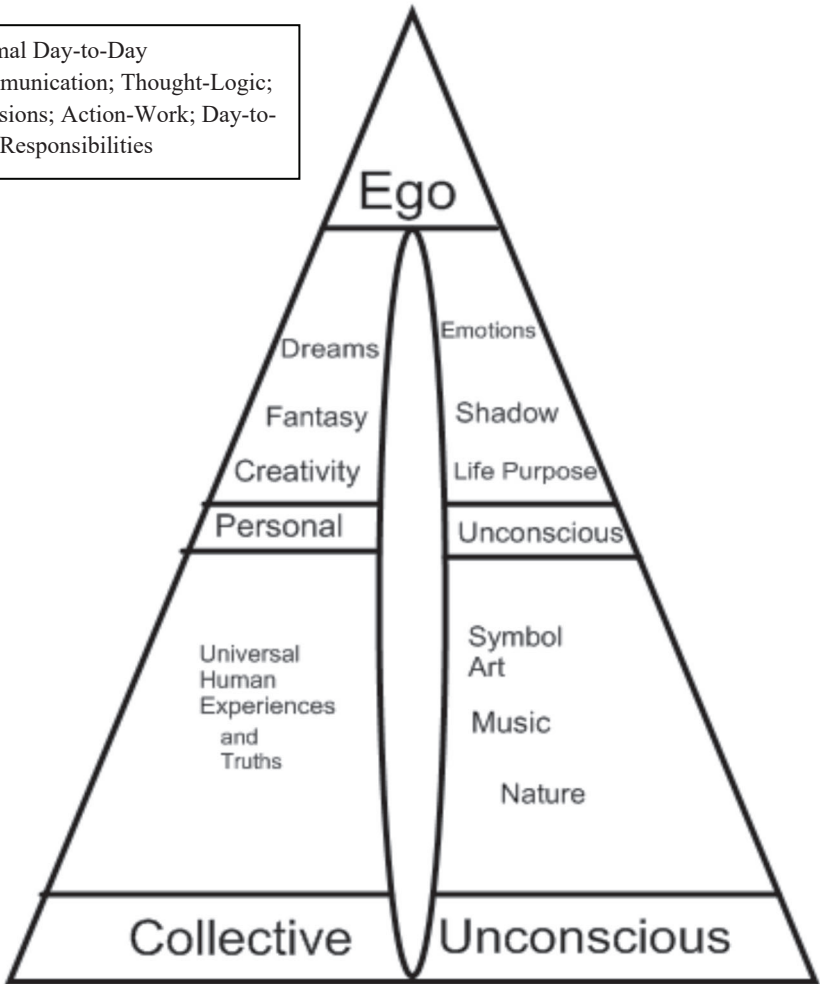 mal Day-to-Day
munication; Thought-Logic;
sions; Action-Work; Day-to-
Responsibilities
Ego
Dreams
Emotions
Fantasy
Shadow
Creativity
Life Purpose
Personal
Unconscious
Universal
Human
Experiences
and
Truths
Symbol
Art
Music
Nature
Collective
Unconscious